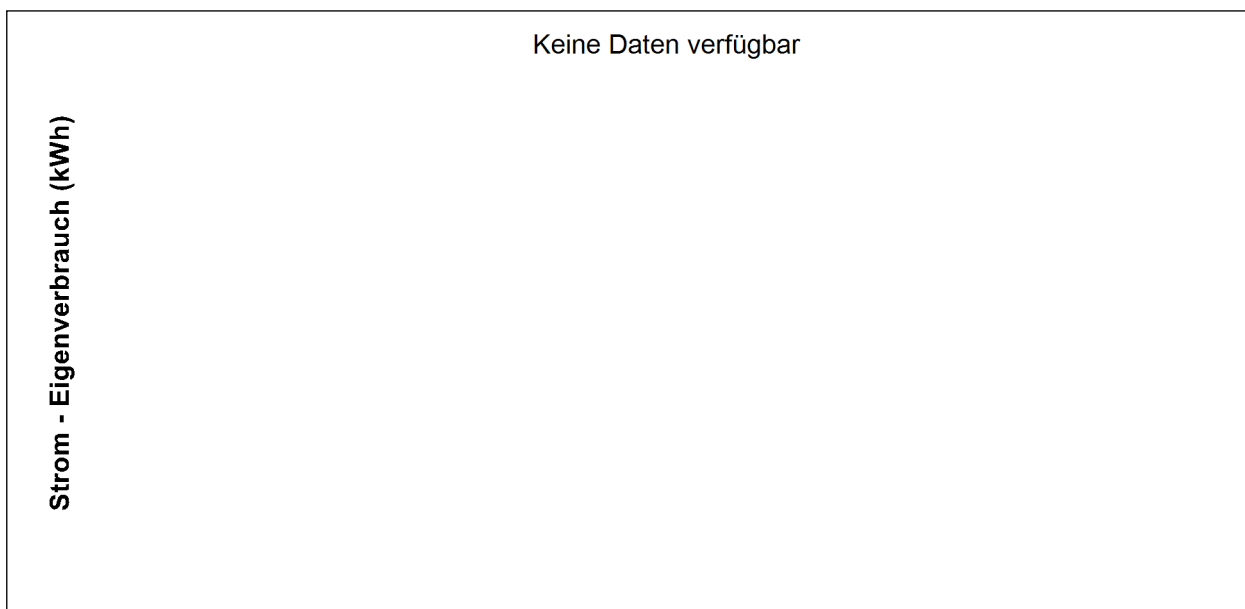 Keine Daten verfügbar
Strom - Eigenverbrauch (kWh)